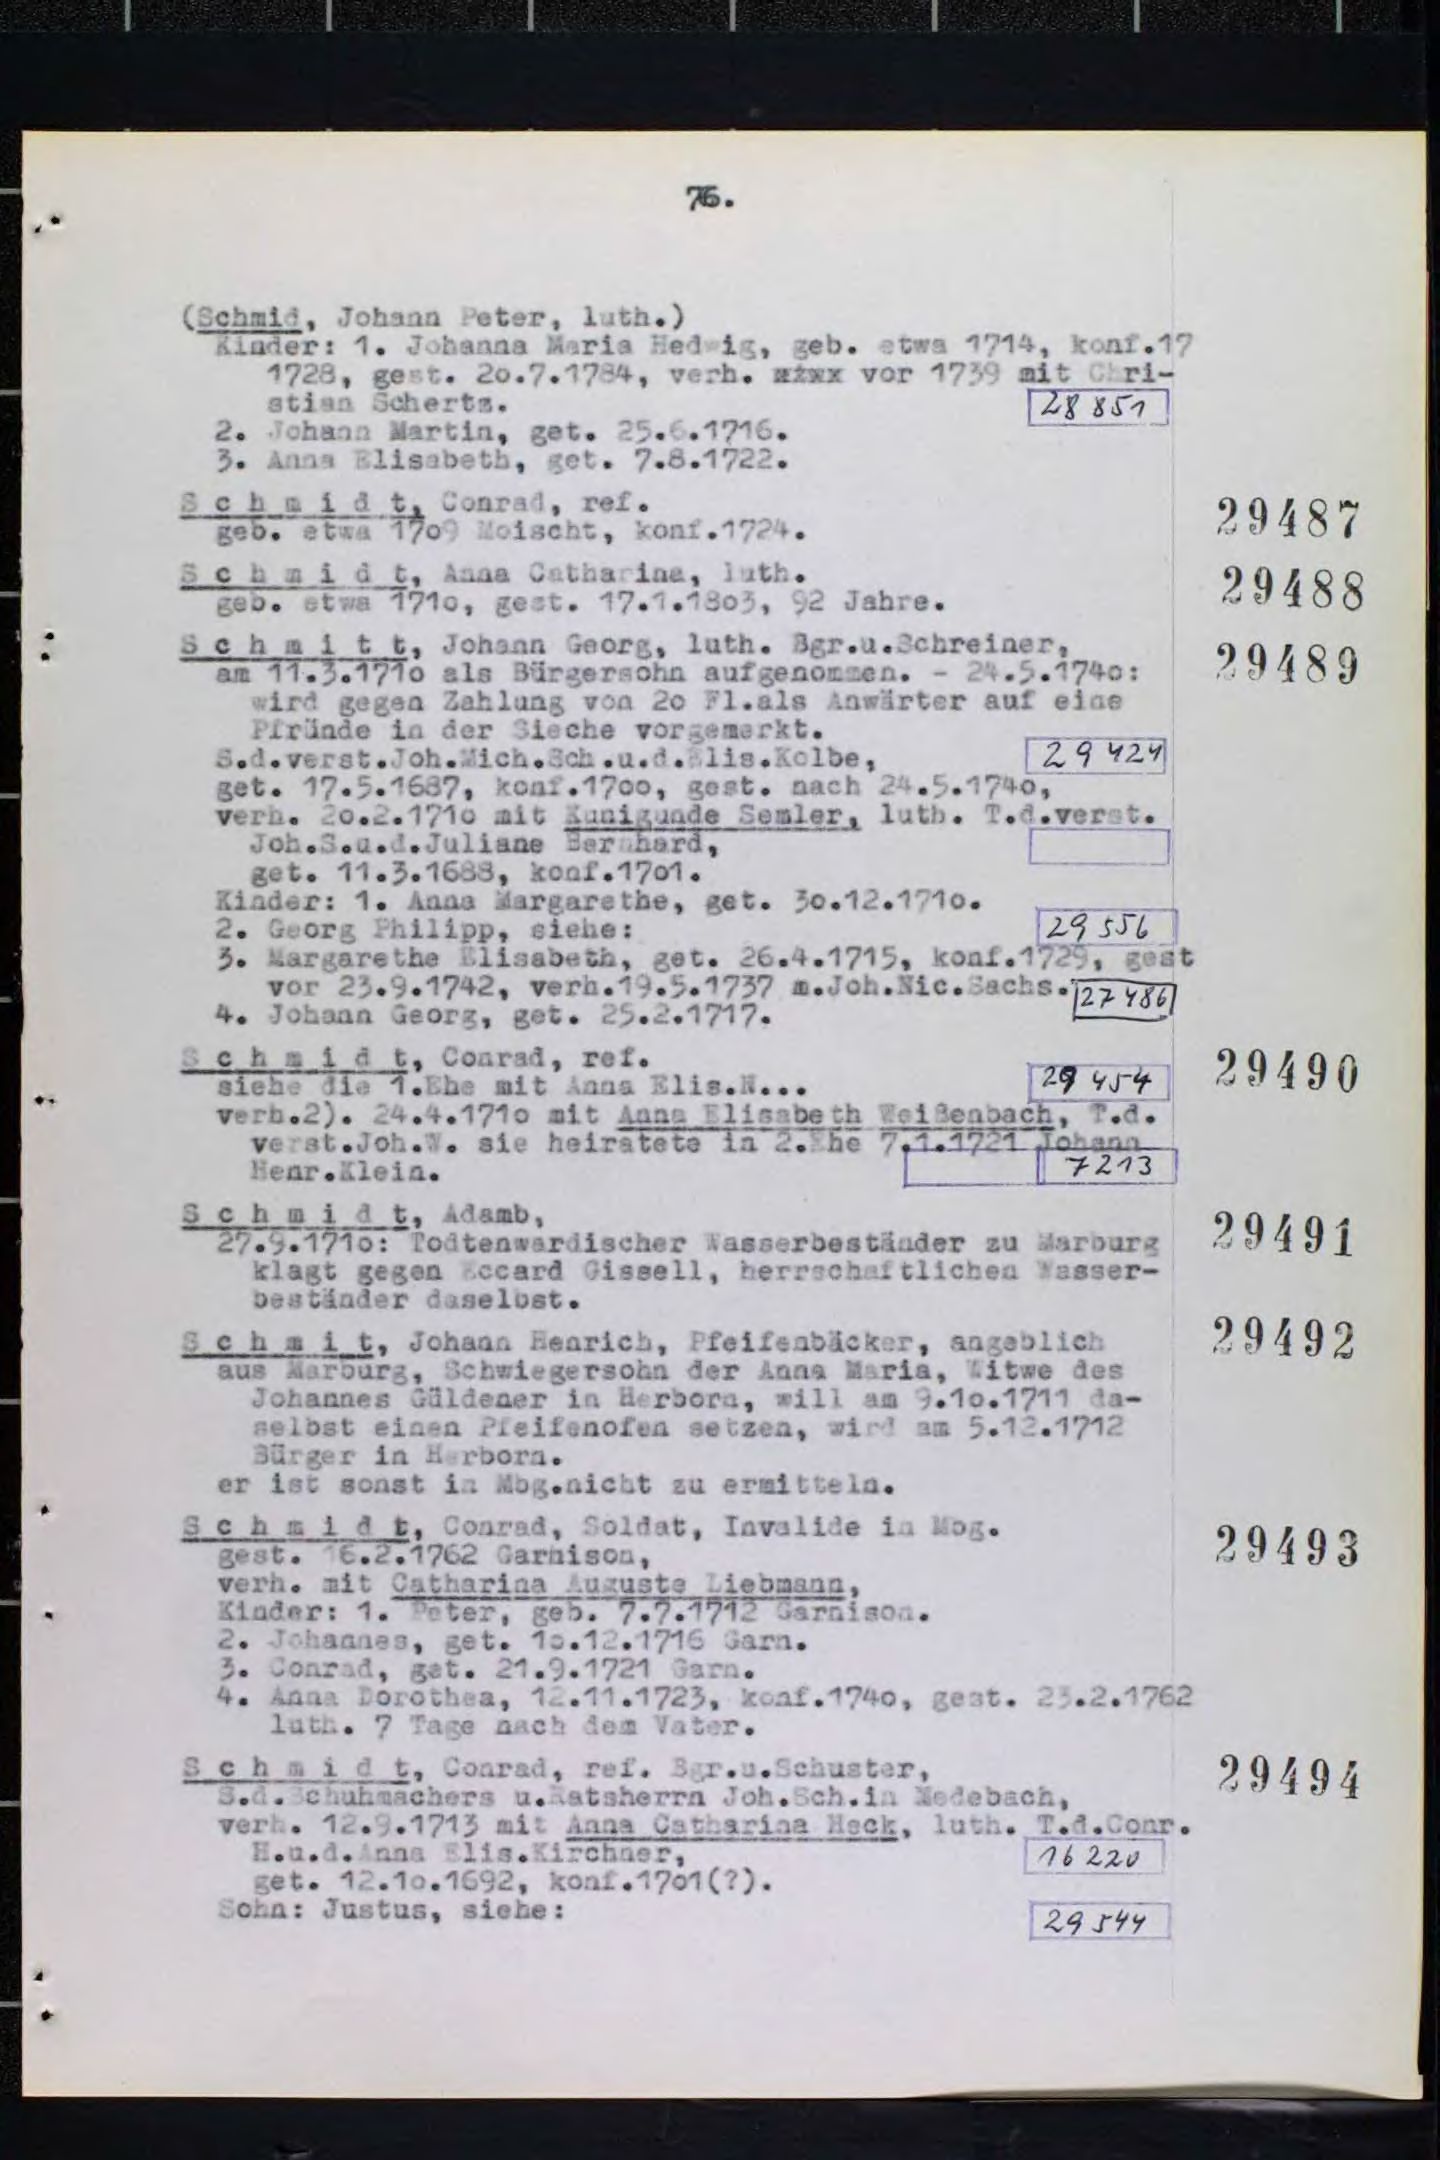 76.
(Schmid, Johann Peter, luth.)
Kinder: 1. Johanna Maria Hedwig, geb. etwa 1714, konf.17
1728, gest. 2o.7.1784, verh. vor 1739 mit Chri-
stian Schertz. 28 851
2. Johann Martin, get. 25.6.1716.
3. Anna Elisabeth, get. 7.8.1722.
S c h m i d t, Conrad, ref. 29487
geb. etwa 17o9 Moischt, konf.1724.
S c h m i d t, Anna Catharina, luth. 29488
geb. etwa 171o, gest. 17.1.18o3, 92 Jahre.
S c h m i t t, Johann Georg, luth. Bgr.u.Schreiner, 29489
am 11.3.171o als Bürgersohn aufgenommen. - 24.5.174o:
wird gegen Zahlung von 2o Fl.als Anwärter auf eine
Pfründe in der Sieche vorgemerkt.
S.d.verst.Joh.Mich.Sch.u.d.Elis.Kolbe, 29 424
get. 17.5.1687, konf.17oo, gest. nach 24.5.174o,
verh. 2o.2.171o mit Kunigunde Semler, luth. T.d.verst.
Joh.S.u.d.Juliane Bernhard,
get. 11.3.1688, konf.17o1.
Kinder: 1. Anna Margarethe, get. 3o.12.171o.
2. Georg Philipp, siehe: 29 556
3. Margarethe Elisabeth, get. 26.4.1715, konf.1729, gest
vor 23.9.1742, verh.19.5.1737 m.Joh.Nic.Sachs. 27 486
4. Johann Georg, get. 25.2.1717.
S c h m i d t, Conrad, ref. 29490
siehe die 1.Ehe mit Anna Elis.N... 29 454
verh.2). 24.4.171o mit Anna Elisabeth Weißenbach, T.d.
verst.Joh.W. sie heiratete in 2.Ehe 7.1.1721 Johann
Henr.Klein. 7213
S c h m i d t, Adamb, 29491
27.9.171o: Todtenwardischer Wasserbeständer zu Marburg
klagt gegen Eccard Gissell, herrschaftlichen Wasser-
beständer daselbst.
S c h m i t, Johann Henrich, Pfeifenbäcker, angeblich 29492
aus Marburg, Schwiegersohn der Anna Maria, Witwe des
Johannes Güldener in Herborn, will am 9.1o.1711 da-
selbst einen Pfeifenofen setzen, wird am 5.12.1712
Bürger in Herborn.
er ist sonst in Mbg.nicht zu ermitteln.
S c h m i d t, Conrad, Soldat, Invalide in Mbg. 29493
gest. 16.2.1762 Garnison,
verh. mit Catharina Auguste Liebmann,
Kinder: 1. Peter, geb. 7.7.1712 Garnison.
2. Johannes, get. 1o.12.1716 Garn.
3. Conrad, get. 21.9.1721 Garn.
4. Anna Dorothea, 12.11.1723, konf.174o, gest. 23.2.1762
luth. 7 Tage nach dem Vater.
S c h m i d t, Conrad, ref. Bgr.u.Schuster, 29494
S.d.Schuhmachers u.Ratsherrn Joh.Sch.in Medebach,
verh. 12.9.1713 mit Anna Catharina Heck, luth. T.d.Conr.
H.u.d.Anna Elis.Kirchner, 16 220
get. 12.1o.1692, konf.17o1(?).
Sohn: Justus, siehe: 29 544